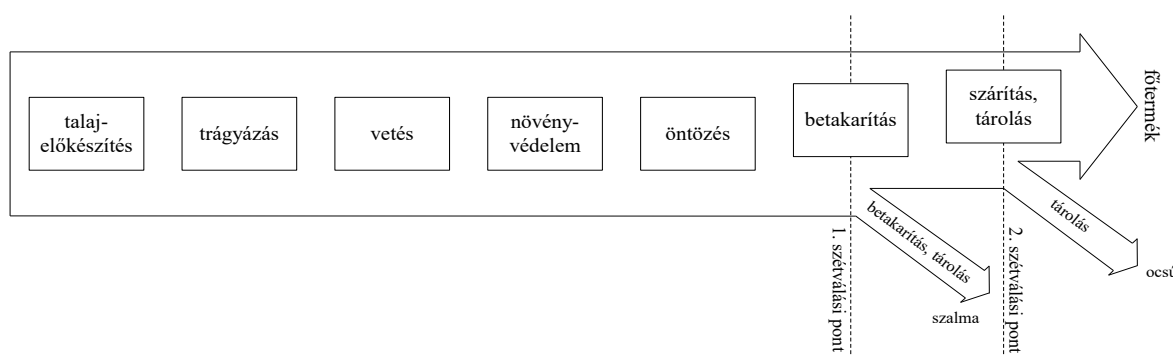 talaj-
előkészítés
trágyázás
vetés
növény-
védelem
öntözés
betakarítás
szárítás,
tárolás
főtermék
betakarítás, tárolás
szalma
tárolás
ocsú
1. szétválási pont
2. szétválási pont